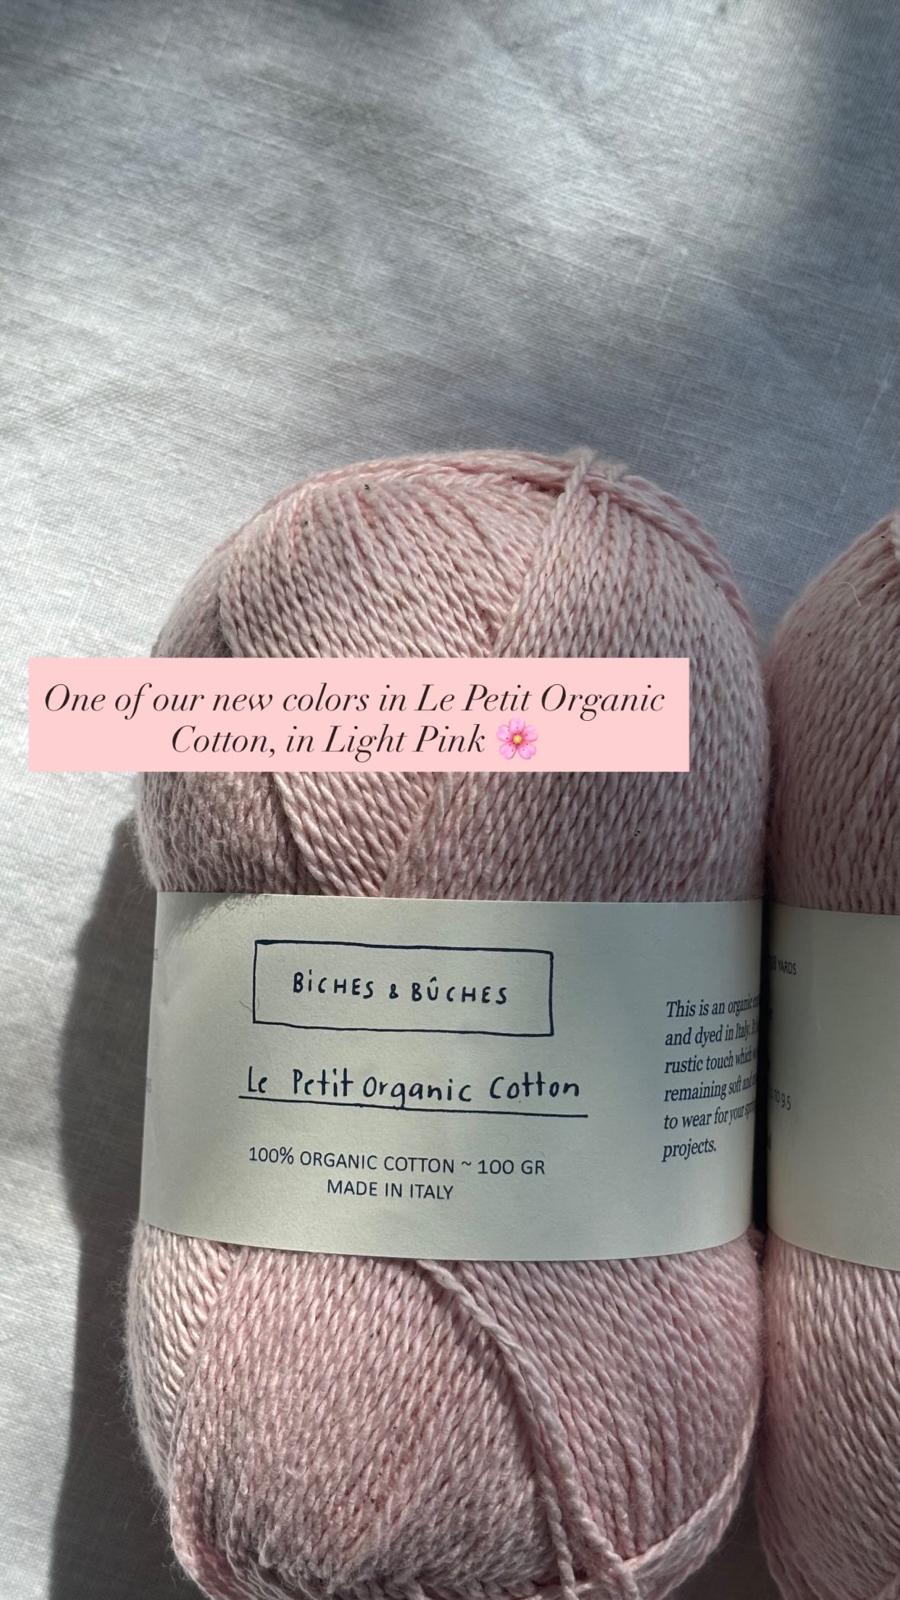 One of our new colors in Le Petit Organic
Cotton, in Light Pink 🌸
BiCHES & BÛCHES
Le Petit Organic Cotton
100% ORGANIC COTTON ~ 100 GR
MADE IN ITALY
This is an organic
and dyed in Italy.
rustic touch which
remaining soft and
to wear for your
projects.
YARDS